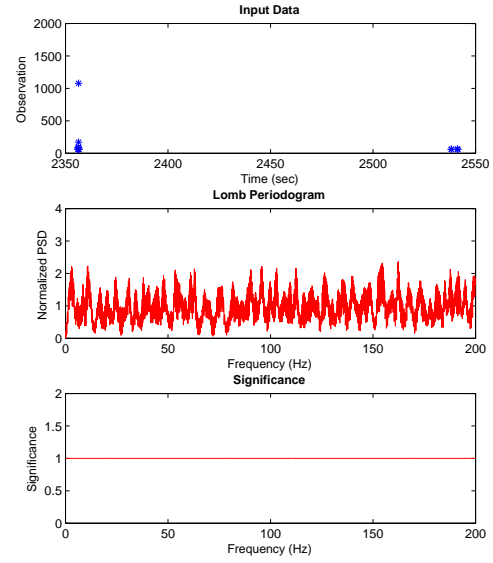 Input Data
2000
1500
1000
500
0
Observation
2350 2400 2450 2500 2550
Time (sec)
Lomb Periodogram
4
3
2
1
0
Normalized PSD
0 50 100 150 200
Frequency (Hz)
Significance
2
1.5
1
0.5
0
Significance
0 50 100 150 200
Frequency (Hz)